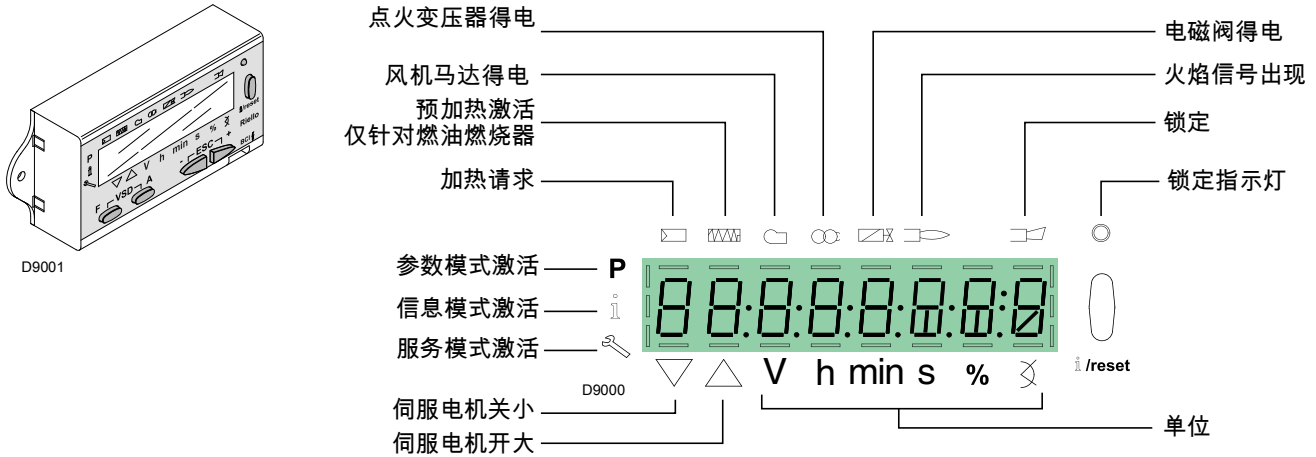 点火变压器得电
风机马达得电
预加热激活
仅针对燃油燃烧器
加热请求
电磁阀得电
火焰信号出现
锁定
锁定指示灯
参数模式激活
信息模式激活
服务模式激活
P
i
V h min s %
i/reset
D9000
伺服电机关小
伺服电机开大
单位
P
i
V h min s %
i/reset
Riello
F VSD A
- ESC +
BCI
D9001